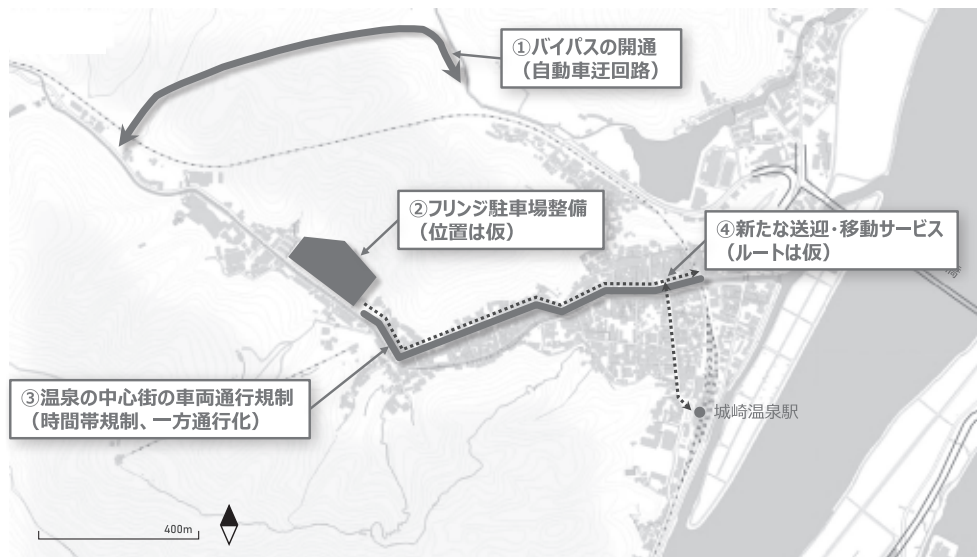 ①バイパスの開通
（自動車迂回路）
②フリンジ駐車場整備
（位置は仮）
④新たな送迎・移動サービス
（ルートは仮）
③温泉の中心街の車両通行規制
（時間帯規制、一方通行化）
城崎温泉駅
400m